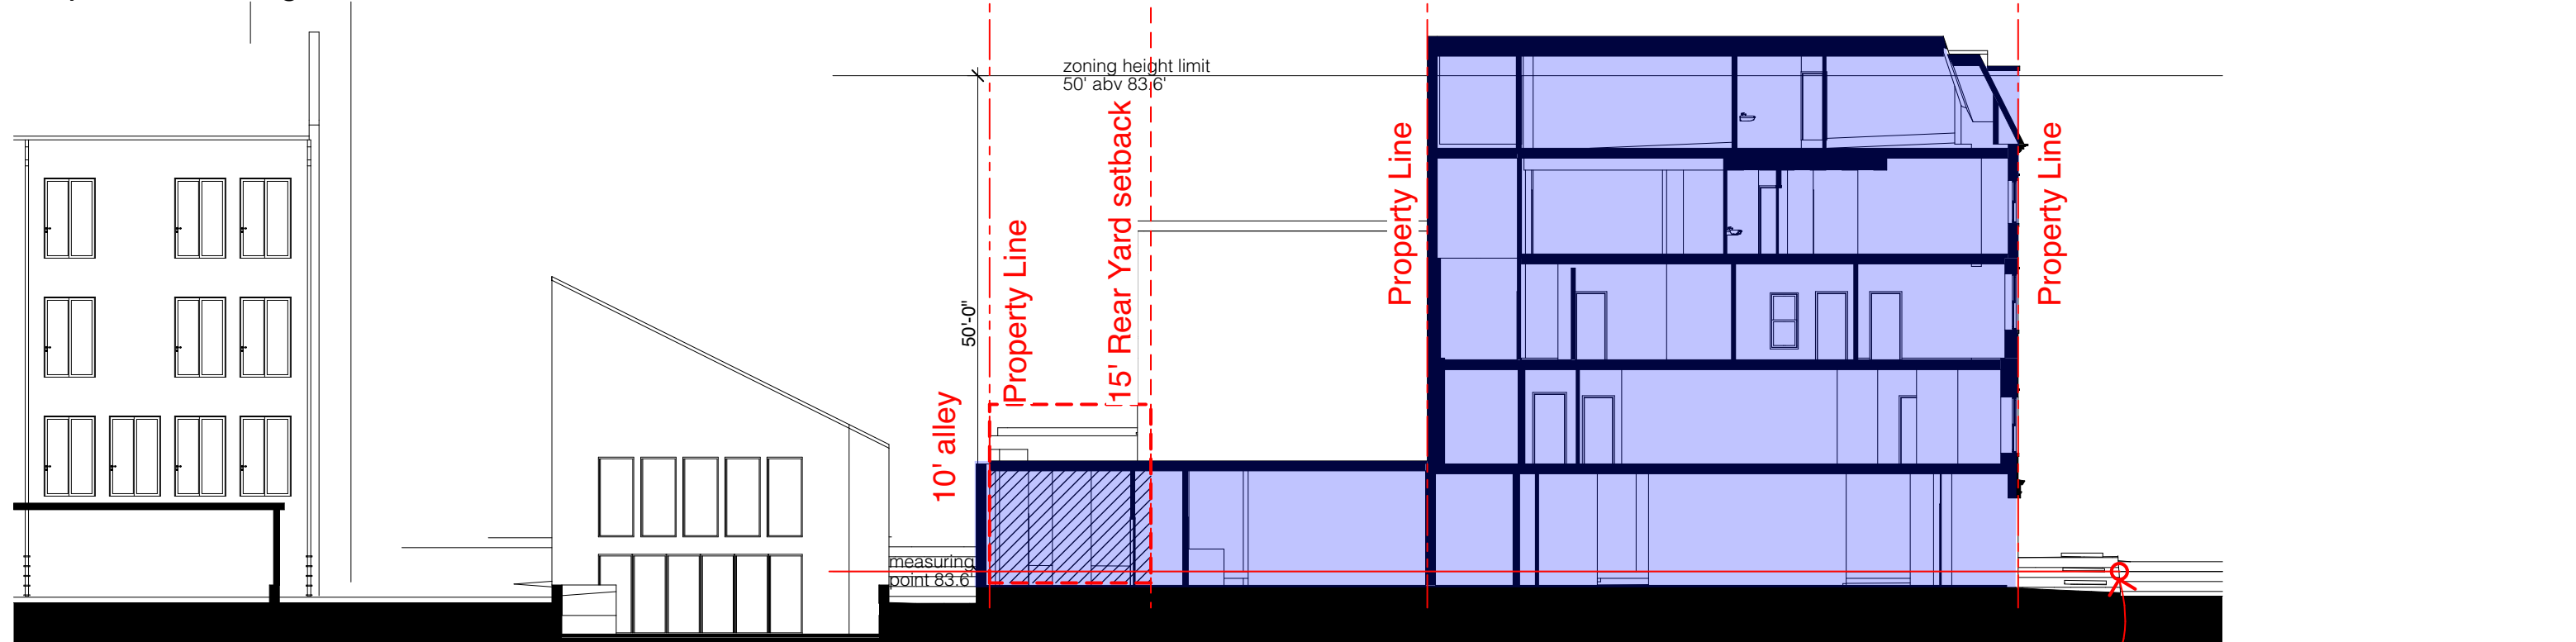 zoning height limit
50' abv 83.6'
Property Line
15' Rear Yard setback
Property Line
Property Line
50'-0"
10' alley
measuring
point 83.6'